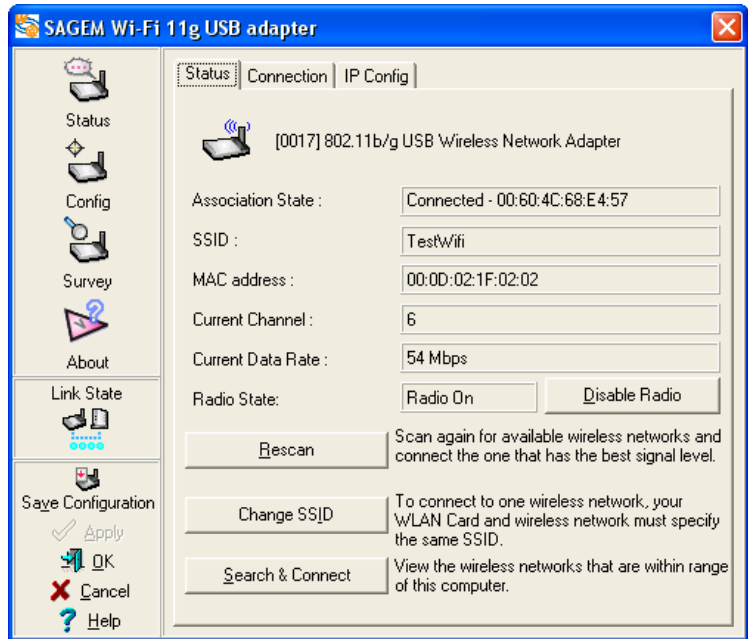 SAGEM Wi-Fi 11g USB adapter
Status
Config
Survey
About
Link State
Save Configuration
Apply
OK
Cancel
Help
Status
Connection
IP Config
[0017] 802.11b/g USB Wireless Network Adapter
Association State :
Connected - 00:60:4C:68:E4:57
SSID :
TestWifi
MAC address :
00:0D:02:1F:02:02
Current Channel :
6
Current Data Rate :
54 Mbps
Radio State:
Radio On
Disable Radio
Rescan
Scan again for available wireless networks and
connect the one that has the best signal level.
Change SSID
To connect to one wireless network, your
WLAN Card and wireless network must specify
the same SSID.
Search & Connect
View the wireless networks that are within range
of this computer.